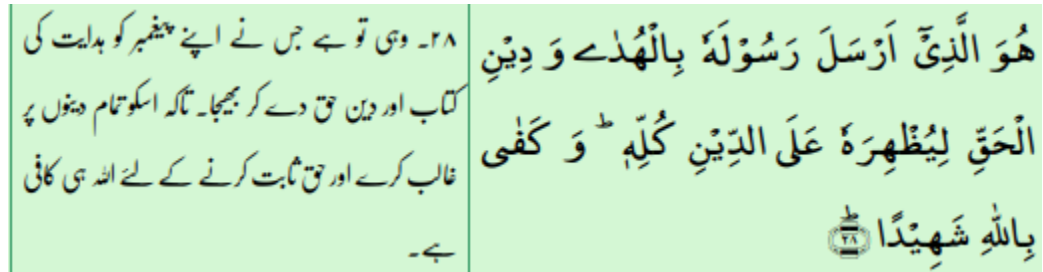 هُوَ الَّذِیْۤ اَرْسَلَ رَسُوْلَهٗ بِالْهُدٰے وَ دِیْنِ
الْحَقِّ لِیُظْهِرَهٗ عَلَی الدِّیْنِ كُلِّهٖ ؕ وَ كَفٰی
بِاللّٰهِ شَهِیْدًا ﴿ؕ۲۸﴾
۲۸۔ وہی تو ہے جس نے اپنے پیغمبر کو ہدایت کی
کتاب اور دین حق دے کر بھیجا۔ تاکہ اسکو تمام دینوں پر
غالب کرے اور حق ثابت کرنے کے لئے اللہ ہی کافی
ہے۔